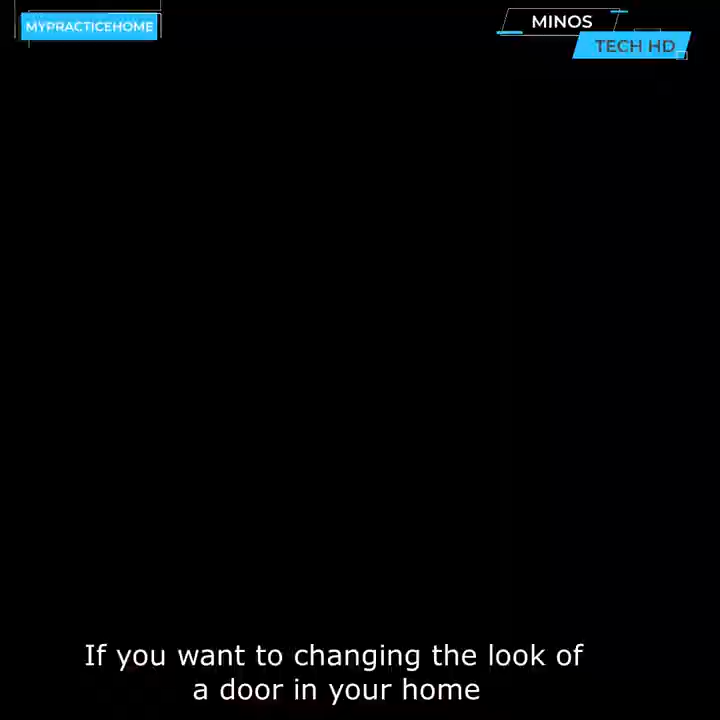 MYPRACTICEHOME
MINOS
TECH HD
If you want to changing the look of
a door in your home